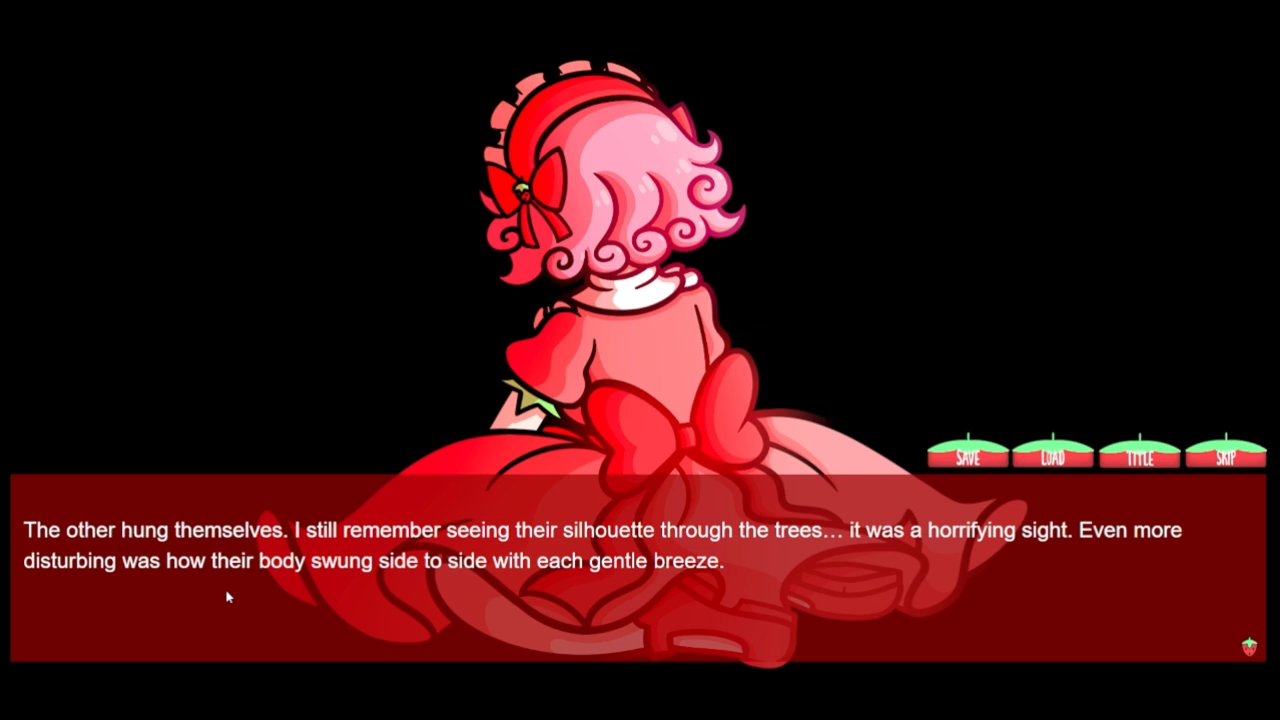 SAVE LOAD TITLE SKIP
The other hung themselves. I still remember seeing their silhouette through the trees… it was a horrifying sight. Even more
disturbing was how their body swung side to side with each gentle breeze.